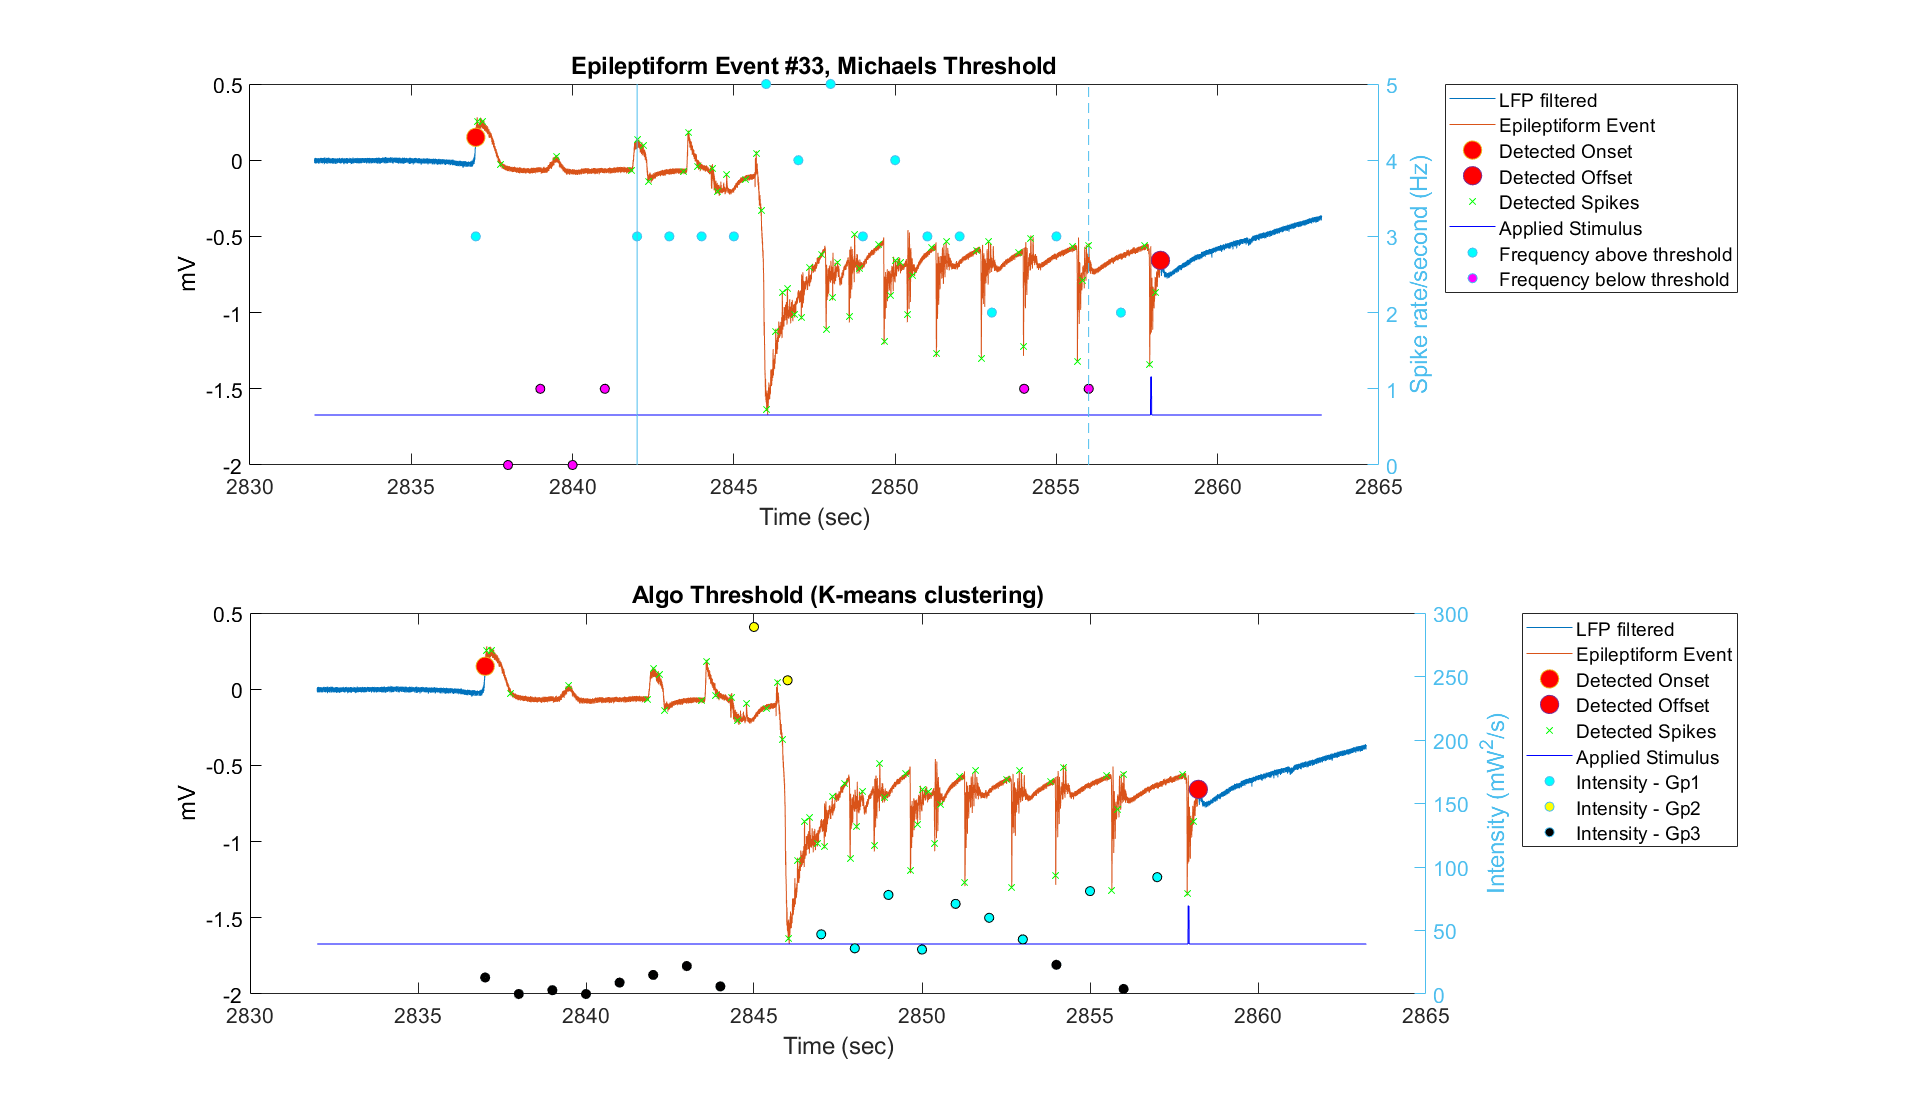 Epileptiform Event #33, Michaels Threshold
0.5
0
-0.5
-1
-1.5
-2
mV
2830 2835 2840 2845 2850 2855 2860 2865
Time (sec)
5
4
3
2
1
0
Spike rate/second (Hz)
LFP filtered
Epileptiform Event
Detected Onset
Detected Offset
Detected Spikes
Applied Stimulus
Frequency above threshold
Frequency below threshold
Algo Threshold (K-means clustering)
0.5
0
-0.5
-1
-1.5
-2
mV
2830 2835 2840 2845 2850 2855 2860 2865
Time (sec)
300
250
200
150
100
50
0
Intensity (mW²/s)
LFP filtered
Epileptiform Event
Detected Onset
Detected Offset
Detected Spikes
Applied Stimulus
Intensity - Gp1
Intensity - Gp2
Intensity - Gp3